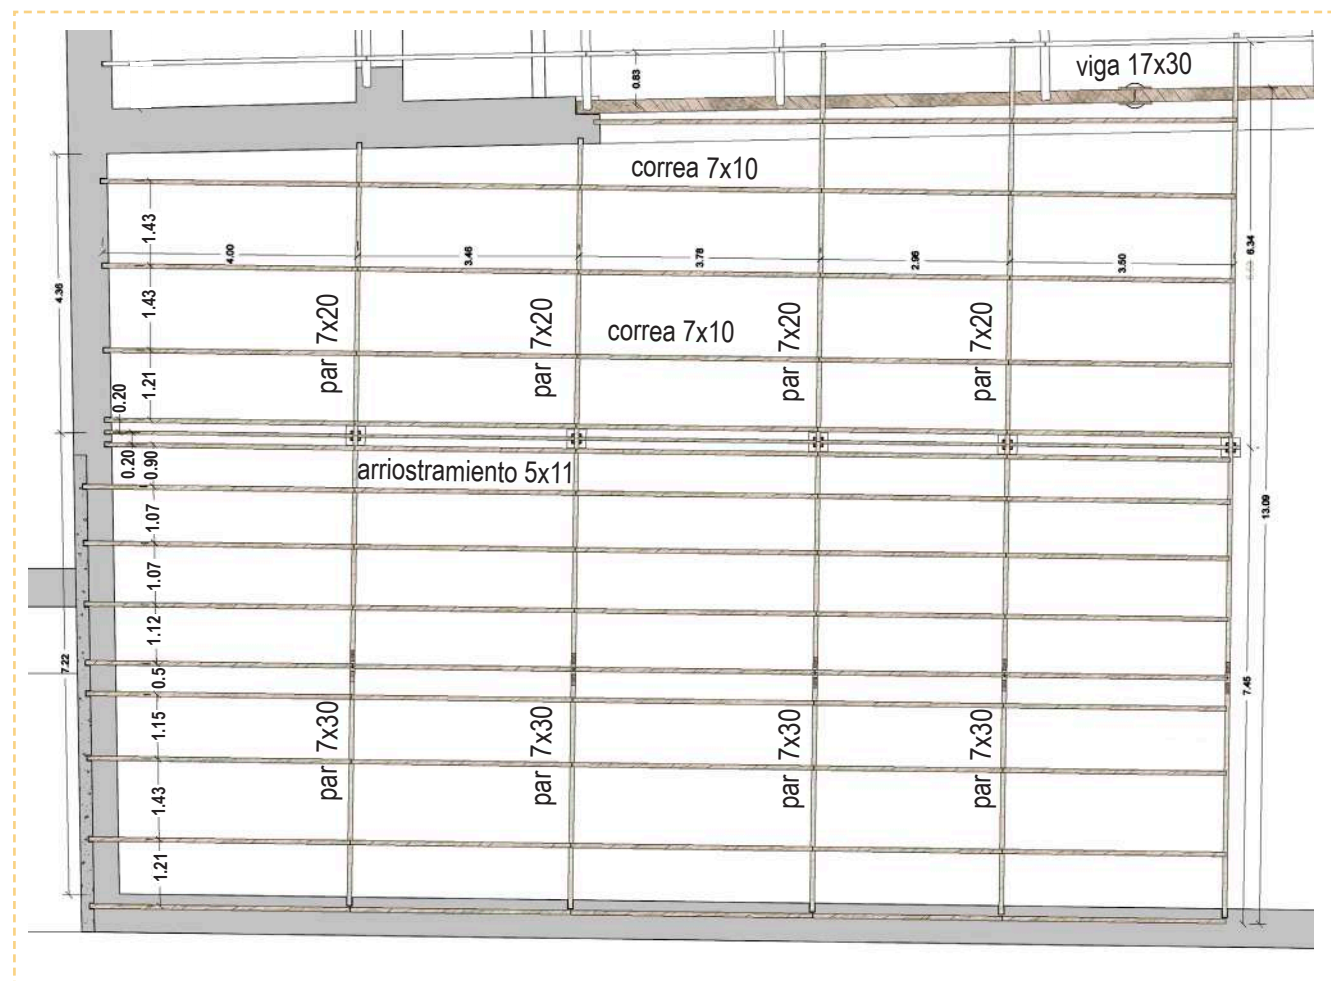 viga 17x30
0.83
correa 7x10
1.43
4.00
3.46
3.78
2.96
3.50
6.34
4.36
1.43
par 7x20
par 7x20
correa 7x10
par 7x20
par 7x20
1.21
0.20
0.20
0.90
arriostramiento 5x11
13.09
1.07
1.07
1.12
7.22
0.5
7.45
1.15
par 7x30
par 7x30
par 7x30
par 7x30
1.43
1.21